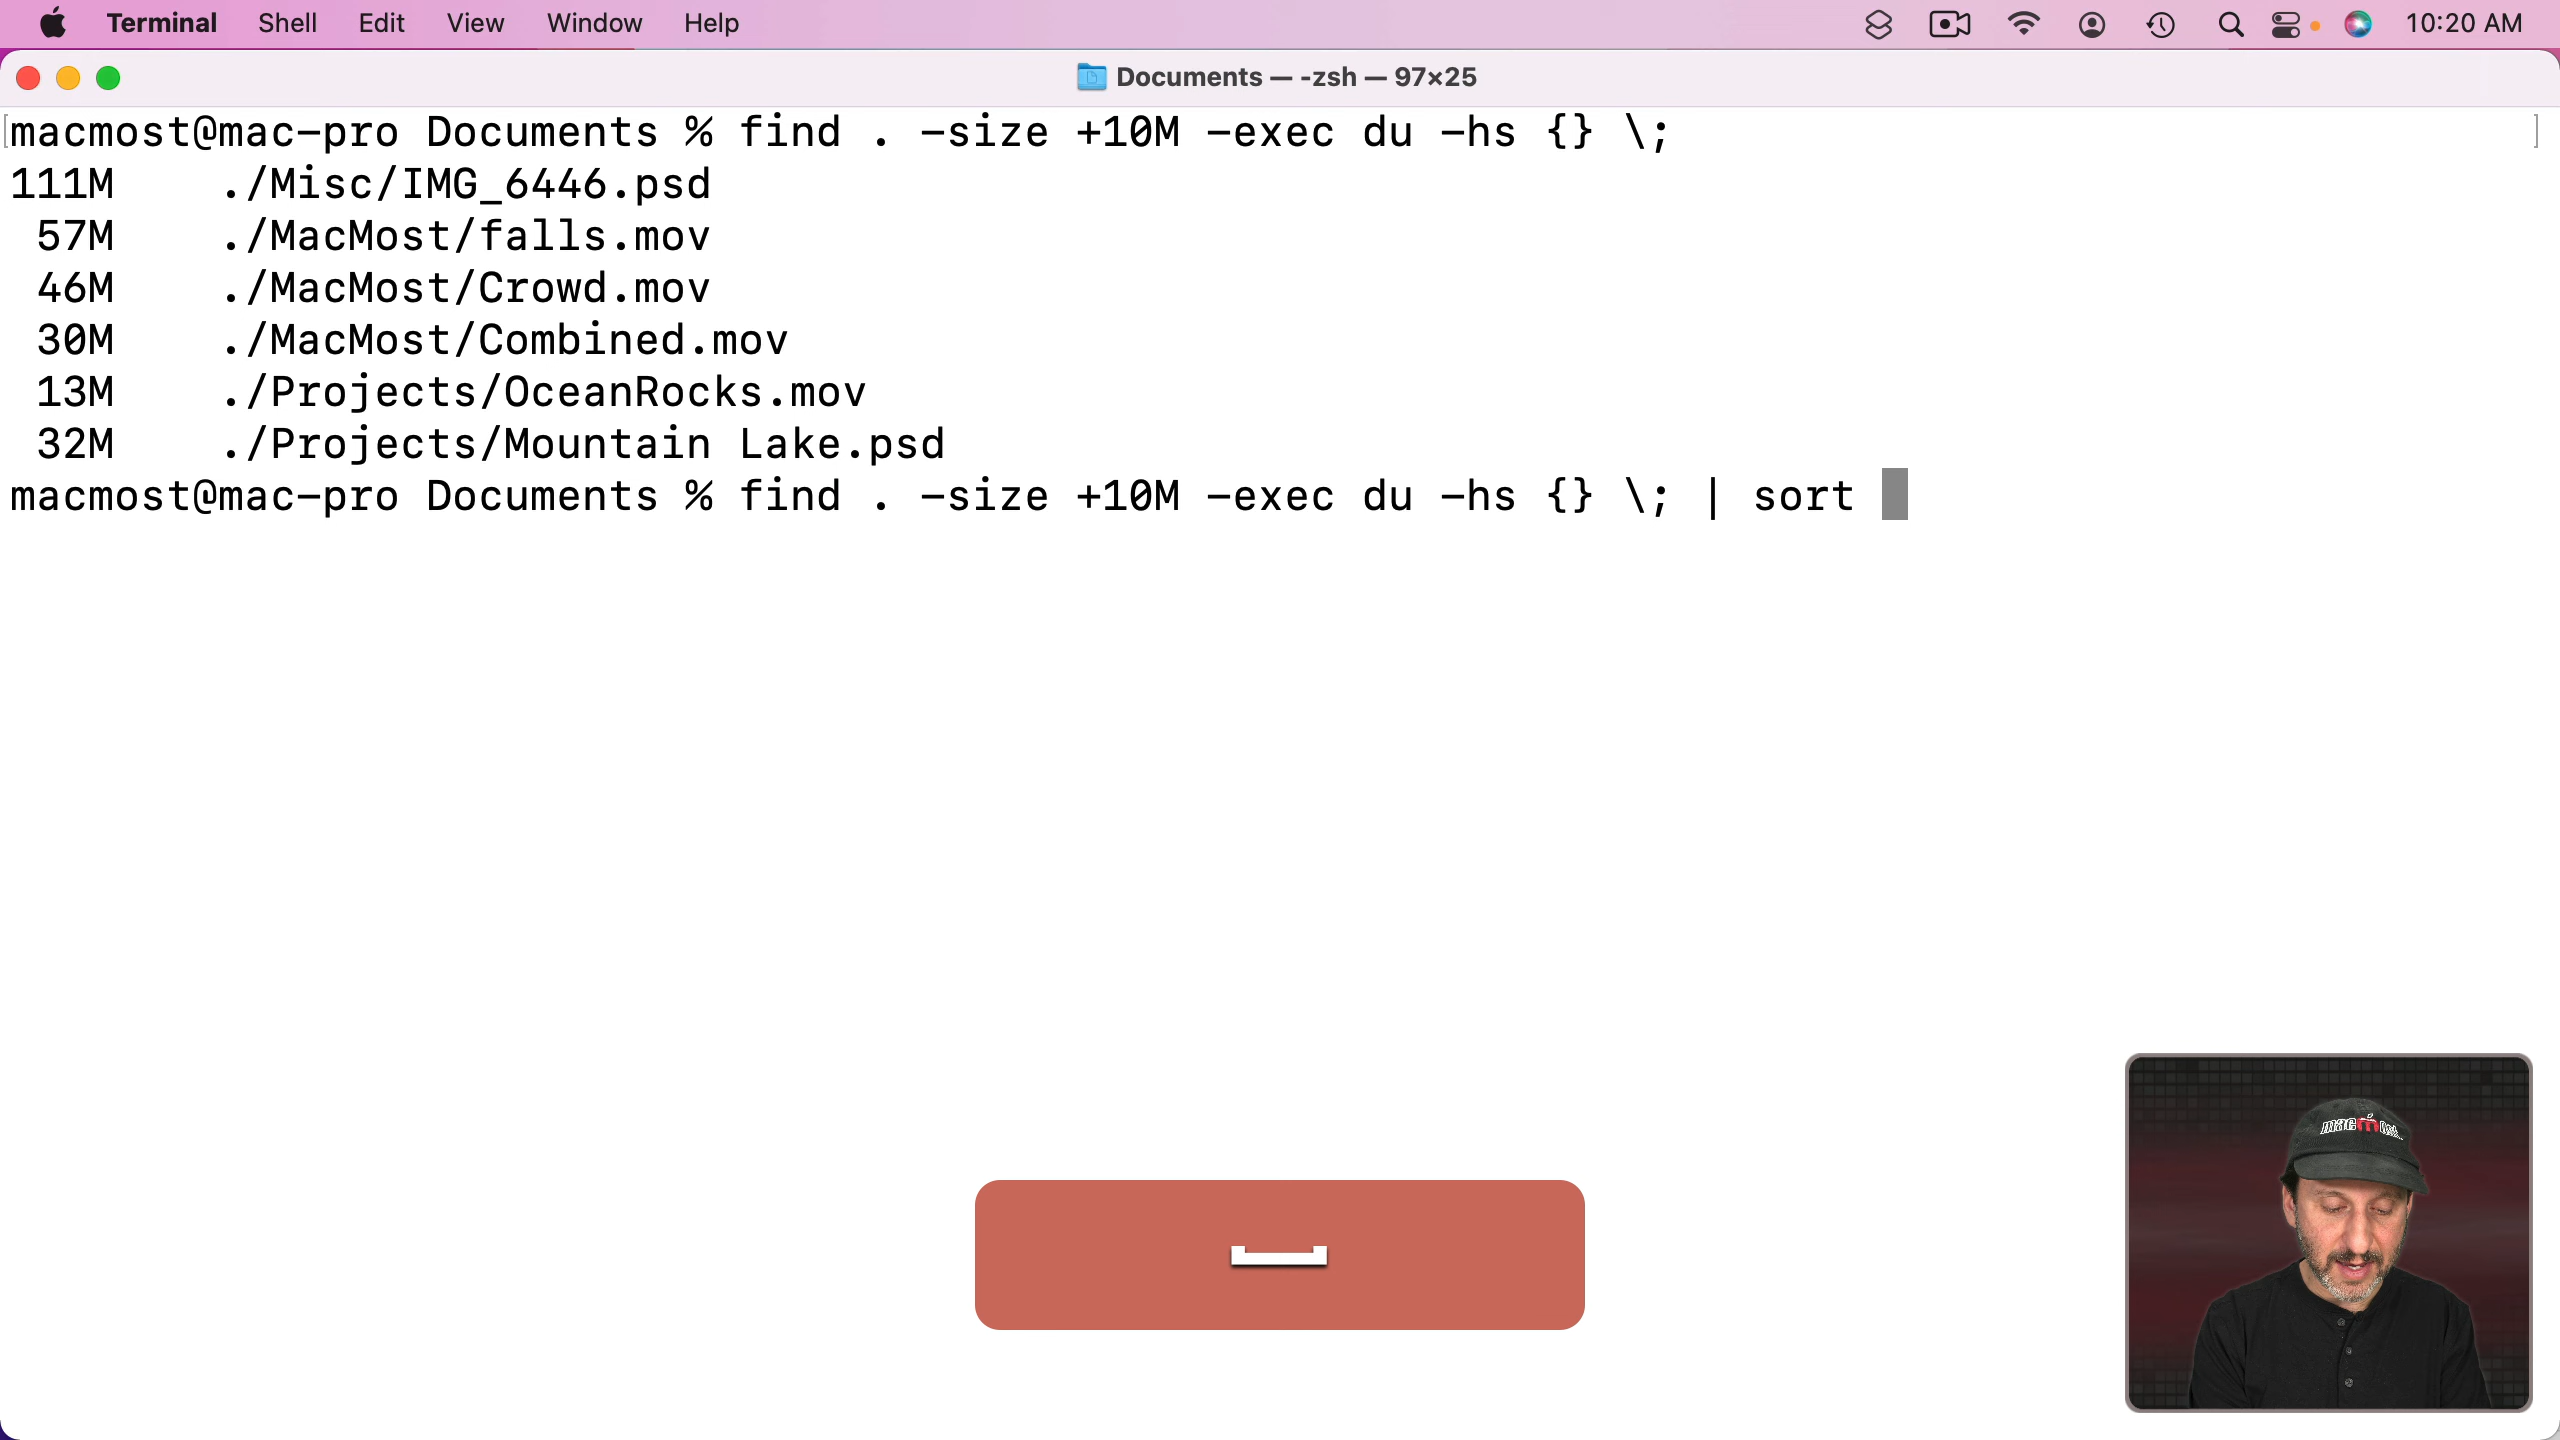 Terminal Shell Edit View Window Help 10:20 AM
Documents — -zsh — 97×25
macmost@mac-pro Documents % find . -size +10M -exec du -hs {} \;
111M ./Misc/IMG_6446.psd
57M ./MacMost/falls.mov
46M ./MacMost/Crowd.mov
30M ./MacMost/Combined.mov
13M ./Projects/OceanRocks.mov
32M ./Projects/Mountain Lake.psd
macmost@mac-pro Documents % find . -size +10M -exec du -hs {} \; | sort
macmost